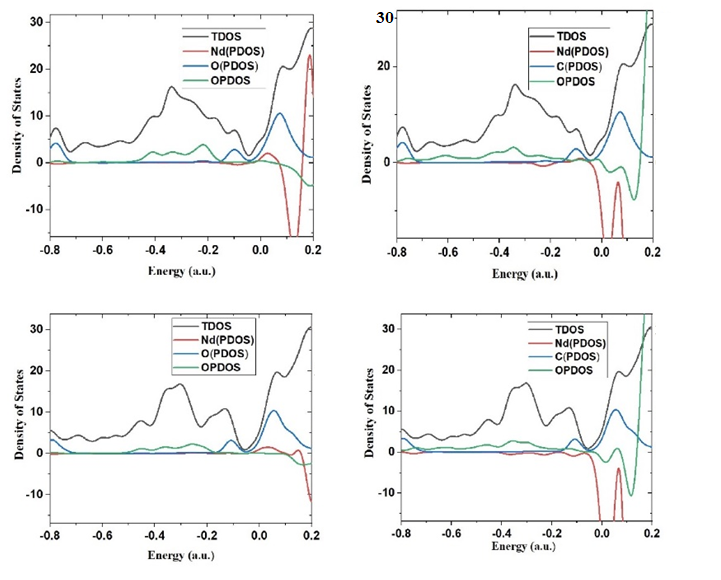 30
20
10
0
-10
Density of States
TDOS
Nd(PDOS)
O(PDOS)
OPDOS
-0.8 -0.6 -0.4 -0.2 0.0 0.2
Energy (a.u.)
30
20
0
Density of States
TDOS
Nd(PDOS)
C(PDOS)
OPDOS
-0.8 -0.6 -0.4 -0.2 0.0 0.2
Energy (a.u.)
30
20
10
0
-10
Density of States
TDOS
Nd(PDOS)
O(PDOS)
OPDOS
-0.8 -0.6 -0.4 -0.2 0.0 0.2
Energy (a.u.)
30
20
10
0
-10
Density of States
TDOS
Nd(PDOS)
C(PDOS)
OPDOS
-0.8 -0.6 -0.4 -0.2 0.0 0.2
Energy (a.u.)